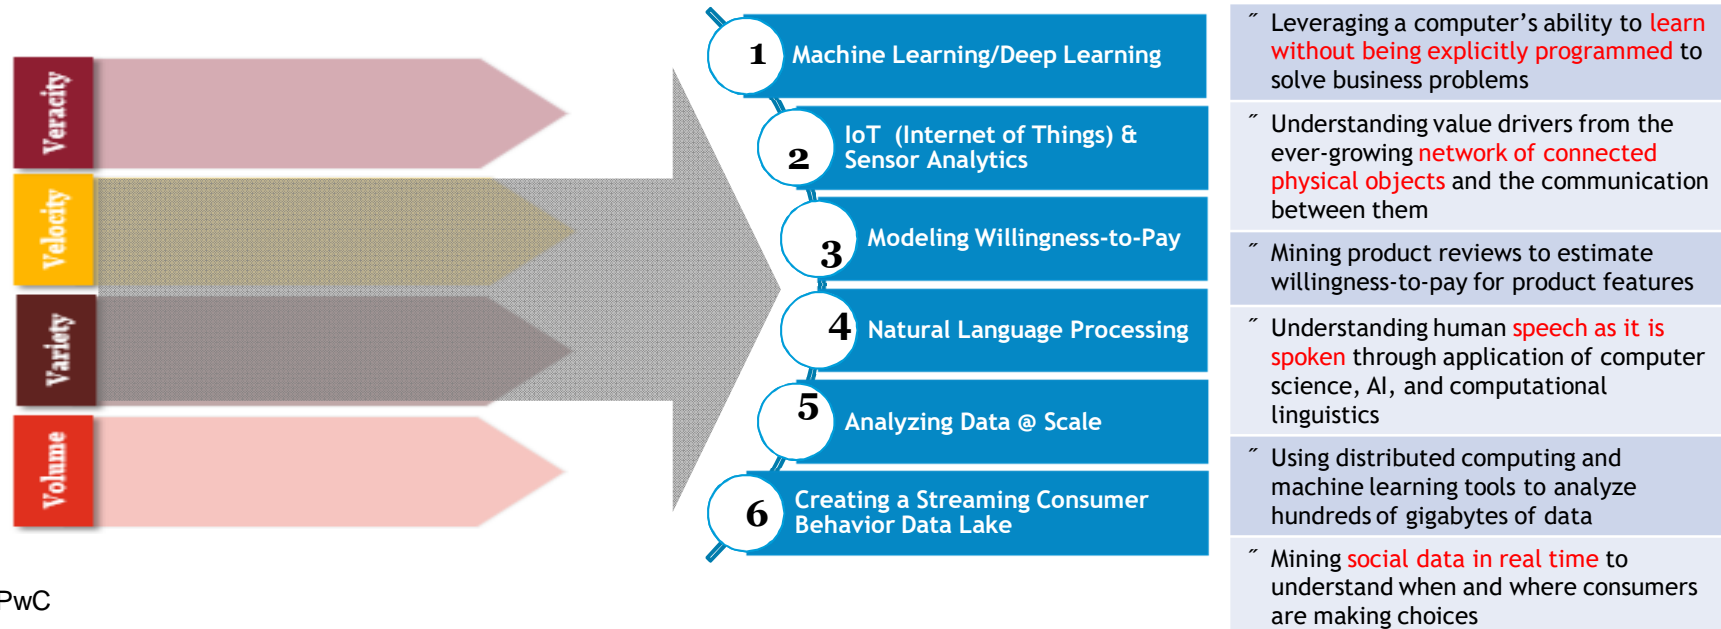 Veracity
Velocity
Variety
Volume
1
Machine Learning/Deep Learning
2
IoT (Internet of Things) &
Sensor Analytics
3
Modeling Willingness-to-Pay
4
Natural Language Processing
5
Analyzing Data @ Scale
6
Creating a Streaming Consumer
Behavior Data Lake
˝ Leveraging a computer’s ability to learn
without being explicitly programmed to
solve business problems
˝ Understanding value drivers from the
ever-growing network of connected
physical objects and the communication
between them
˝ Mining product reviews to estimate
willingness-to-pay for product features
˝ Understanding human speech as it is
spoken through application of computer
science, AI, and computational
linguistics
˝ Using distributed computing and
machine learning tools to analyze
hundreds of gigabytes of data
˝ Mining social data in real time to
understand when and where consumers
are making choices
PwC